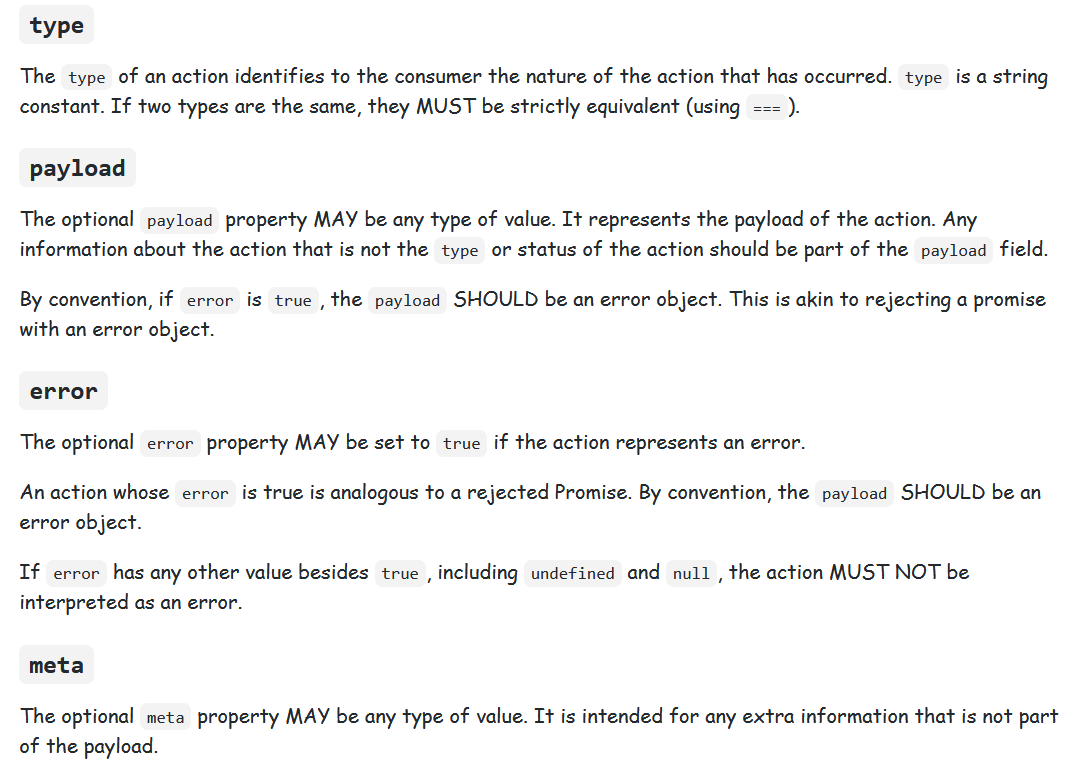 type
The type of an action identifies to the consumer the nature of the action that has occurred. type is a string
constant. If two types are the same, they MUST be strictly equivalent (using === ).
payload
The optional payload property MAY be any type of value. It represents the payload of the action. Any
information about the action that is not the type or status of the action should be part of the payload field.
By convention, if error is true , the payload SHOULD be an error object. This is akin to rejecting a promise
with an error object.
error
The optional error property MAY be set to true if the action represents an error.
An action whose error is true is analogous to a rejected Promise. By convention, the payload SHOULD be an
error object.
If error has any other value besides true , including undefined and null , the action MUST NOT be
interpreted as an error.
meta
The optional meta property MAY be any type of value. It is intended for any extra information that is not part
of the payload.